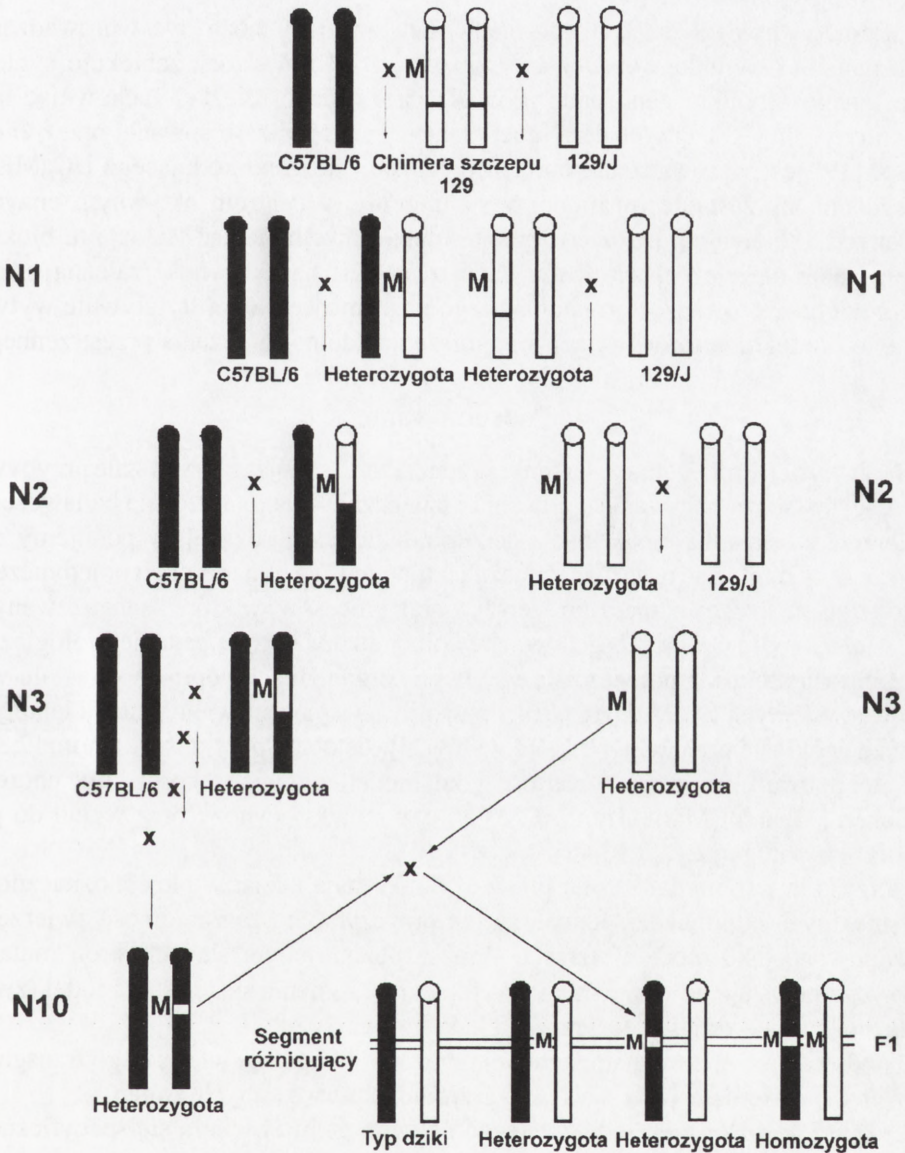 x M x
C57BL/6 Chimera szczepu 129 129/J
N1 x M M x N1
C57BL/6 Heterozygota Heterozygota 129/J
N2 x M M x N2
C57BL/6 Heterozygota Heterozygota 129/J
N3 x M M N3
x
C57BL/6 x Heterozygota Heterozygota
x
x
N10 M
Heterozygota
Segment różnicujący M M M M F1
Typ dziki Heterozygota Heterozygota Homozygota